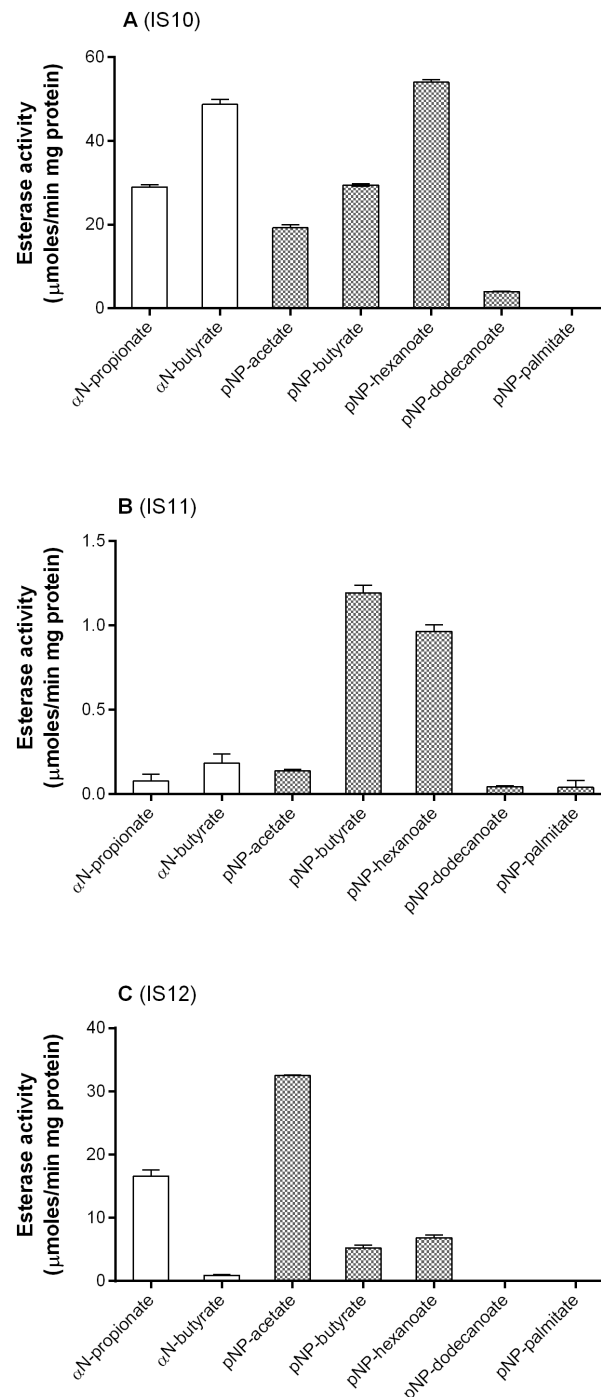 A (IS10)
Esterase activity
(μmoles/min mg protein)
60
40
20
0
αN-propionate
αN-butyrate
pNP-acetate
pNP-butyrate
pNP-hexanoate
pNP-dodecanoate
pNP-palmitate
B (IS11)
Esterase activity
(μmoles/min mg protein)
1.5
1.0
0.5
0.0
αN-propionate
αN-butyrate
pNP-acetate
pNP-butyrate
pNP-hexanoate
pNP-dodecanoate
pNP-palmitate
C (IS12)
Esterase activity
(μmoles/min mg protein)
40
30
20
10
0
αN-propionate
αN-butyrate
pNP-acetate
pNP-butyrate
pNP-hexanoate
pNP-dodecanoate
pNP-palmitate